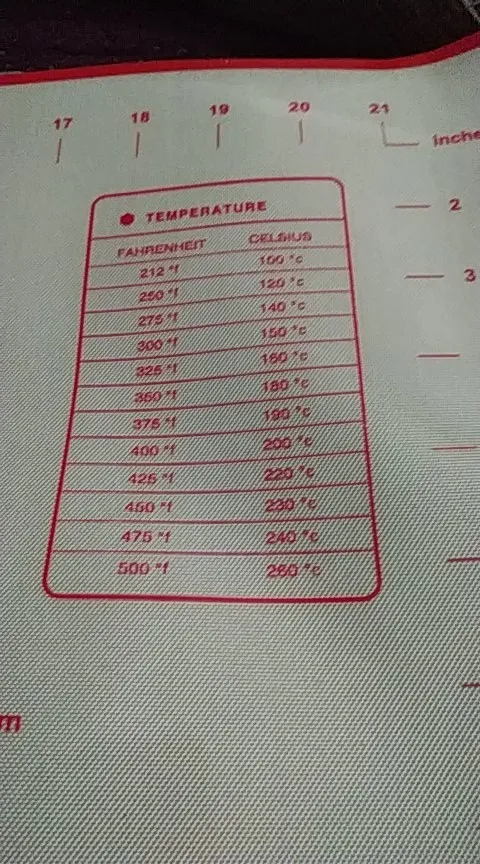 17 18 19 20 21
inche
2
3
TEMPERATURE
FAHRENHEIT CELSIUS
212 °f 100 °c
250 °f 120 °c
275 °f 140 °c
300 °f 150 °c
325 °f 160 °c
350 °f 180 °c
375 °f 190 °c
400 °f 200 °c
425 °f 220 °c
450 °f 230 °c
475 °f 240 °c
500 °f 260 °c
m